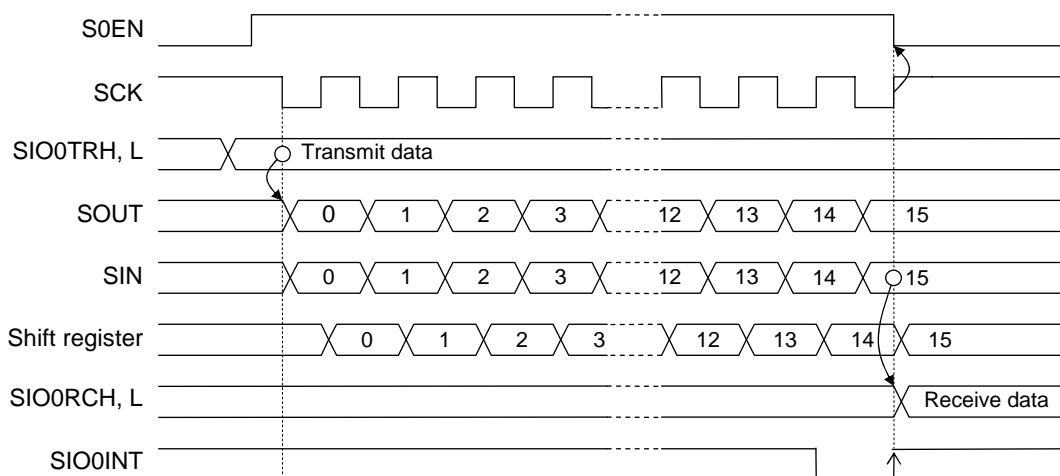 S0EN
SCK
SIO0TRH, L Transmit data
SOUT 0 1 2 3 12 13 14 15
SIN 0 1 2 3 12 13 14 15
Shift register 0 1 2 3 12 13 14 15
SIO0RCH, L Receive data
SIO0INT